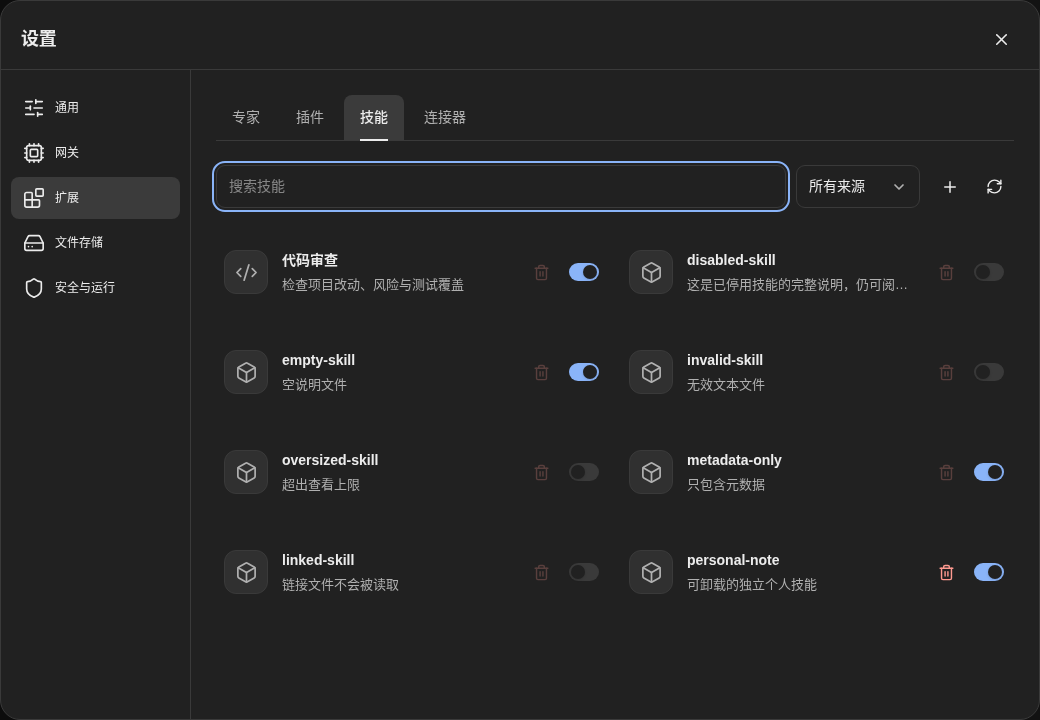 设置
通用
网关
扩展
文件存储
安全与运行
专家 插件 技能 连接器
搜索技能
所有来源
代码审查
检查项目改动、风险与测试覆盖
disabled-skill
这是已停用技能的完整说明，仍可阅…
empty-skill
空说明文件
invalid-skill
无效文本文件
oversized-skill
超出查看上限
metadata-only
只包含元数据
linked-skill
链接文件不会被读取
personal-note
可卸载的独立个人技能